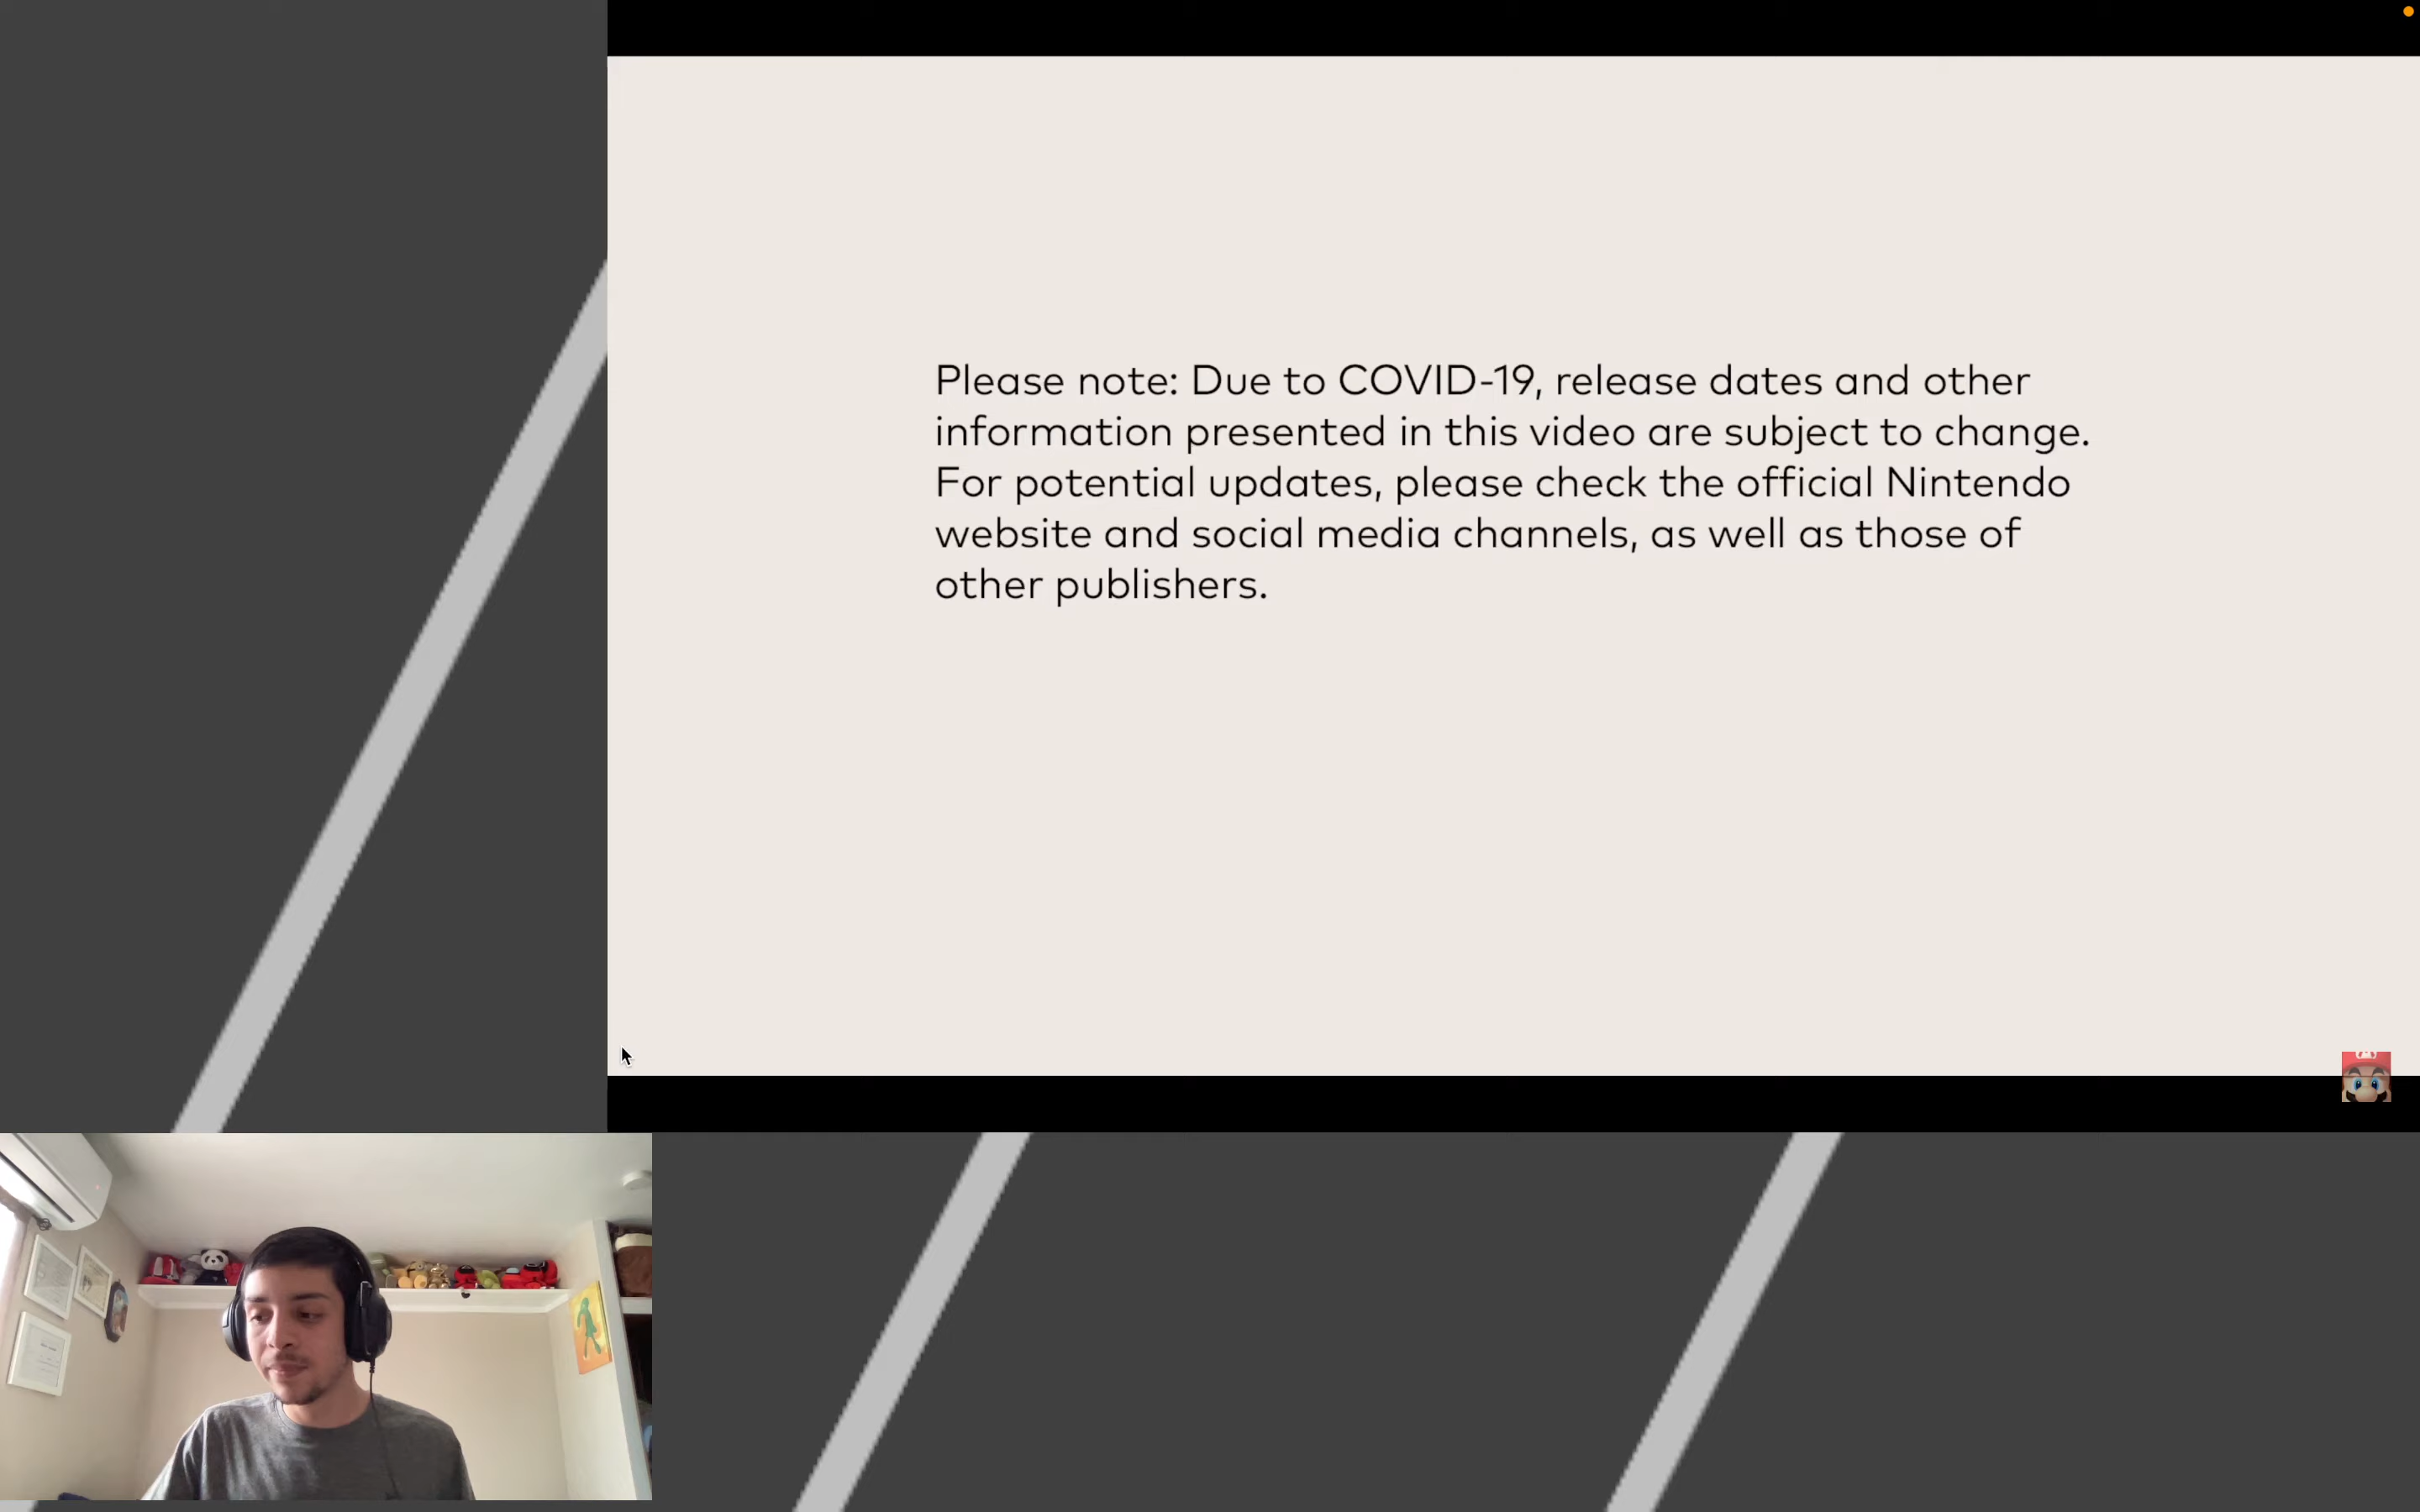 Please note: Due to COVID-19, release dates and other
information presented in this video are subject to change.
For potential updates, please check the official Nintendo
website and social media channels, as well as those of
other publishers.